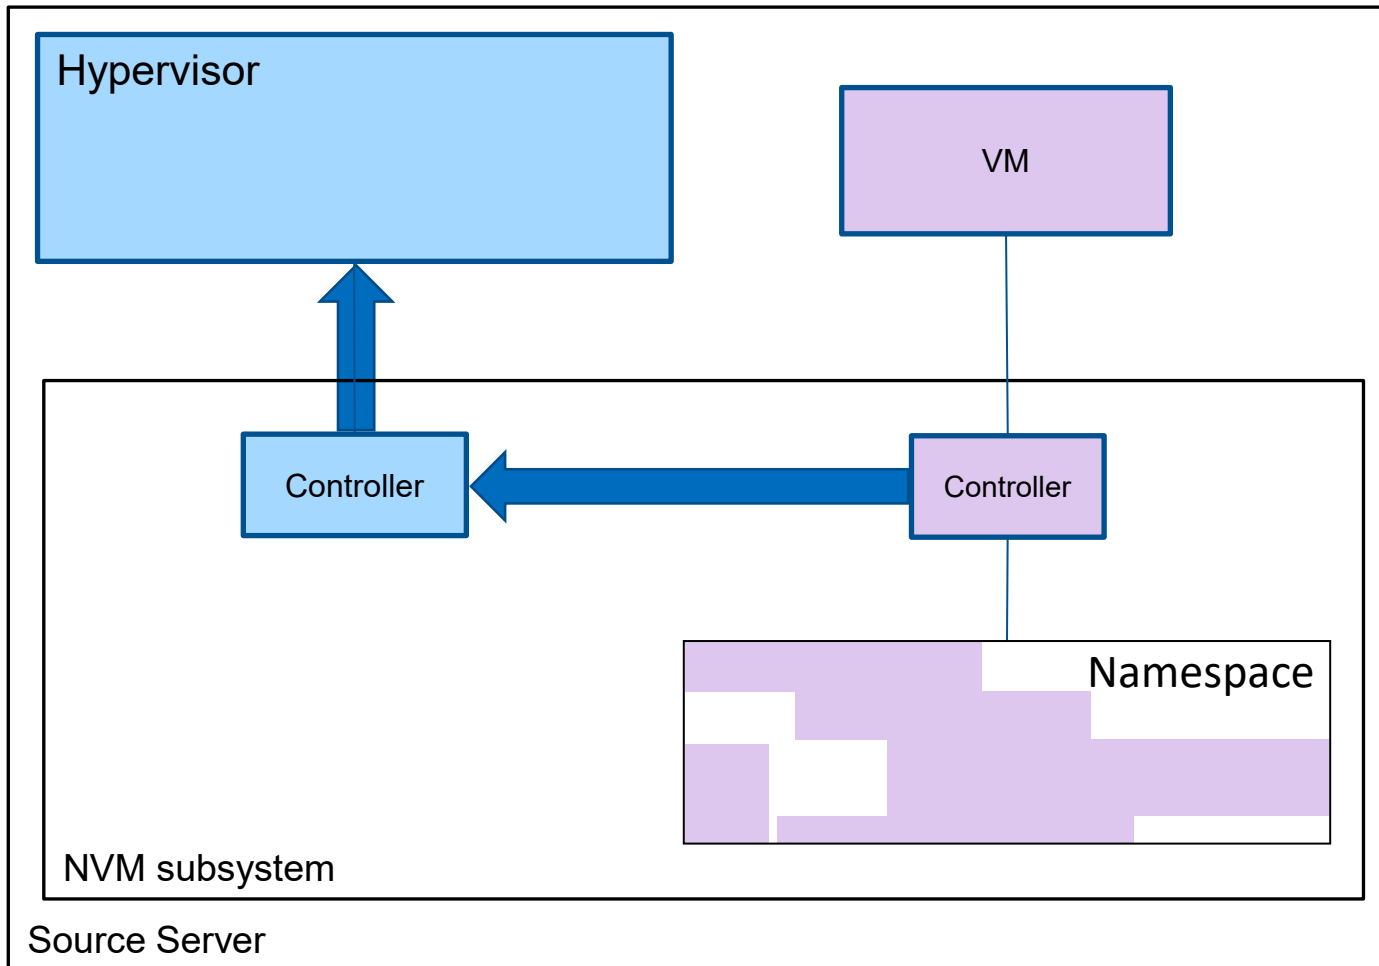 Hypervisor
VM
Controller
Controller
Namespace
NVM subsystem
Source Server